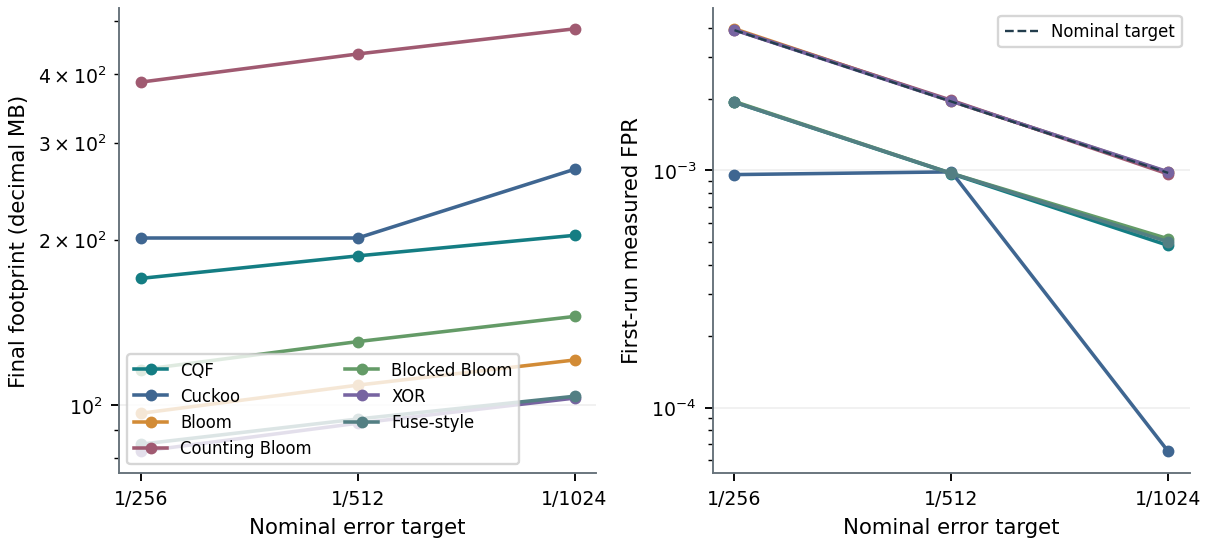 Final footprint (decimal MB)
4 × 10²
3 × 10²
2 × 10²
10²
CQF
Cuckoo
Bloom
Counting Bloom
Blocked Bloom
XOR
Fuse-style
1/256
1/512
1/1024
Nominal error target
First-run measured FPR
10⁻³
10⁻⁴
Nominal target
1/256
1/512
1/1024
Nominal error target